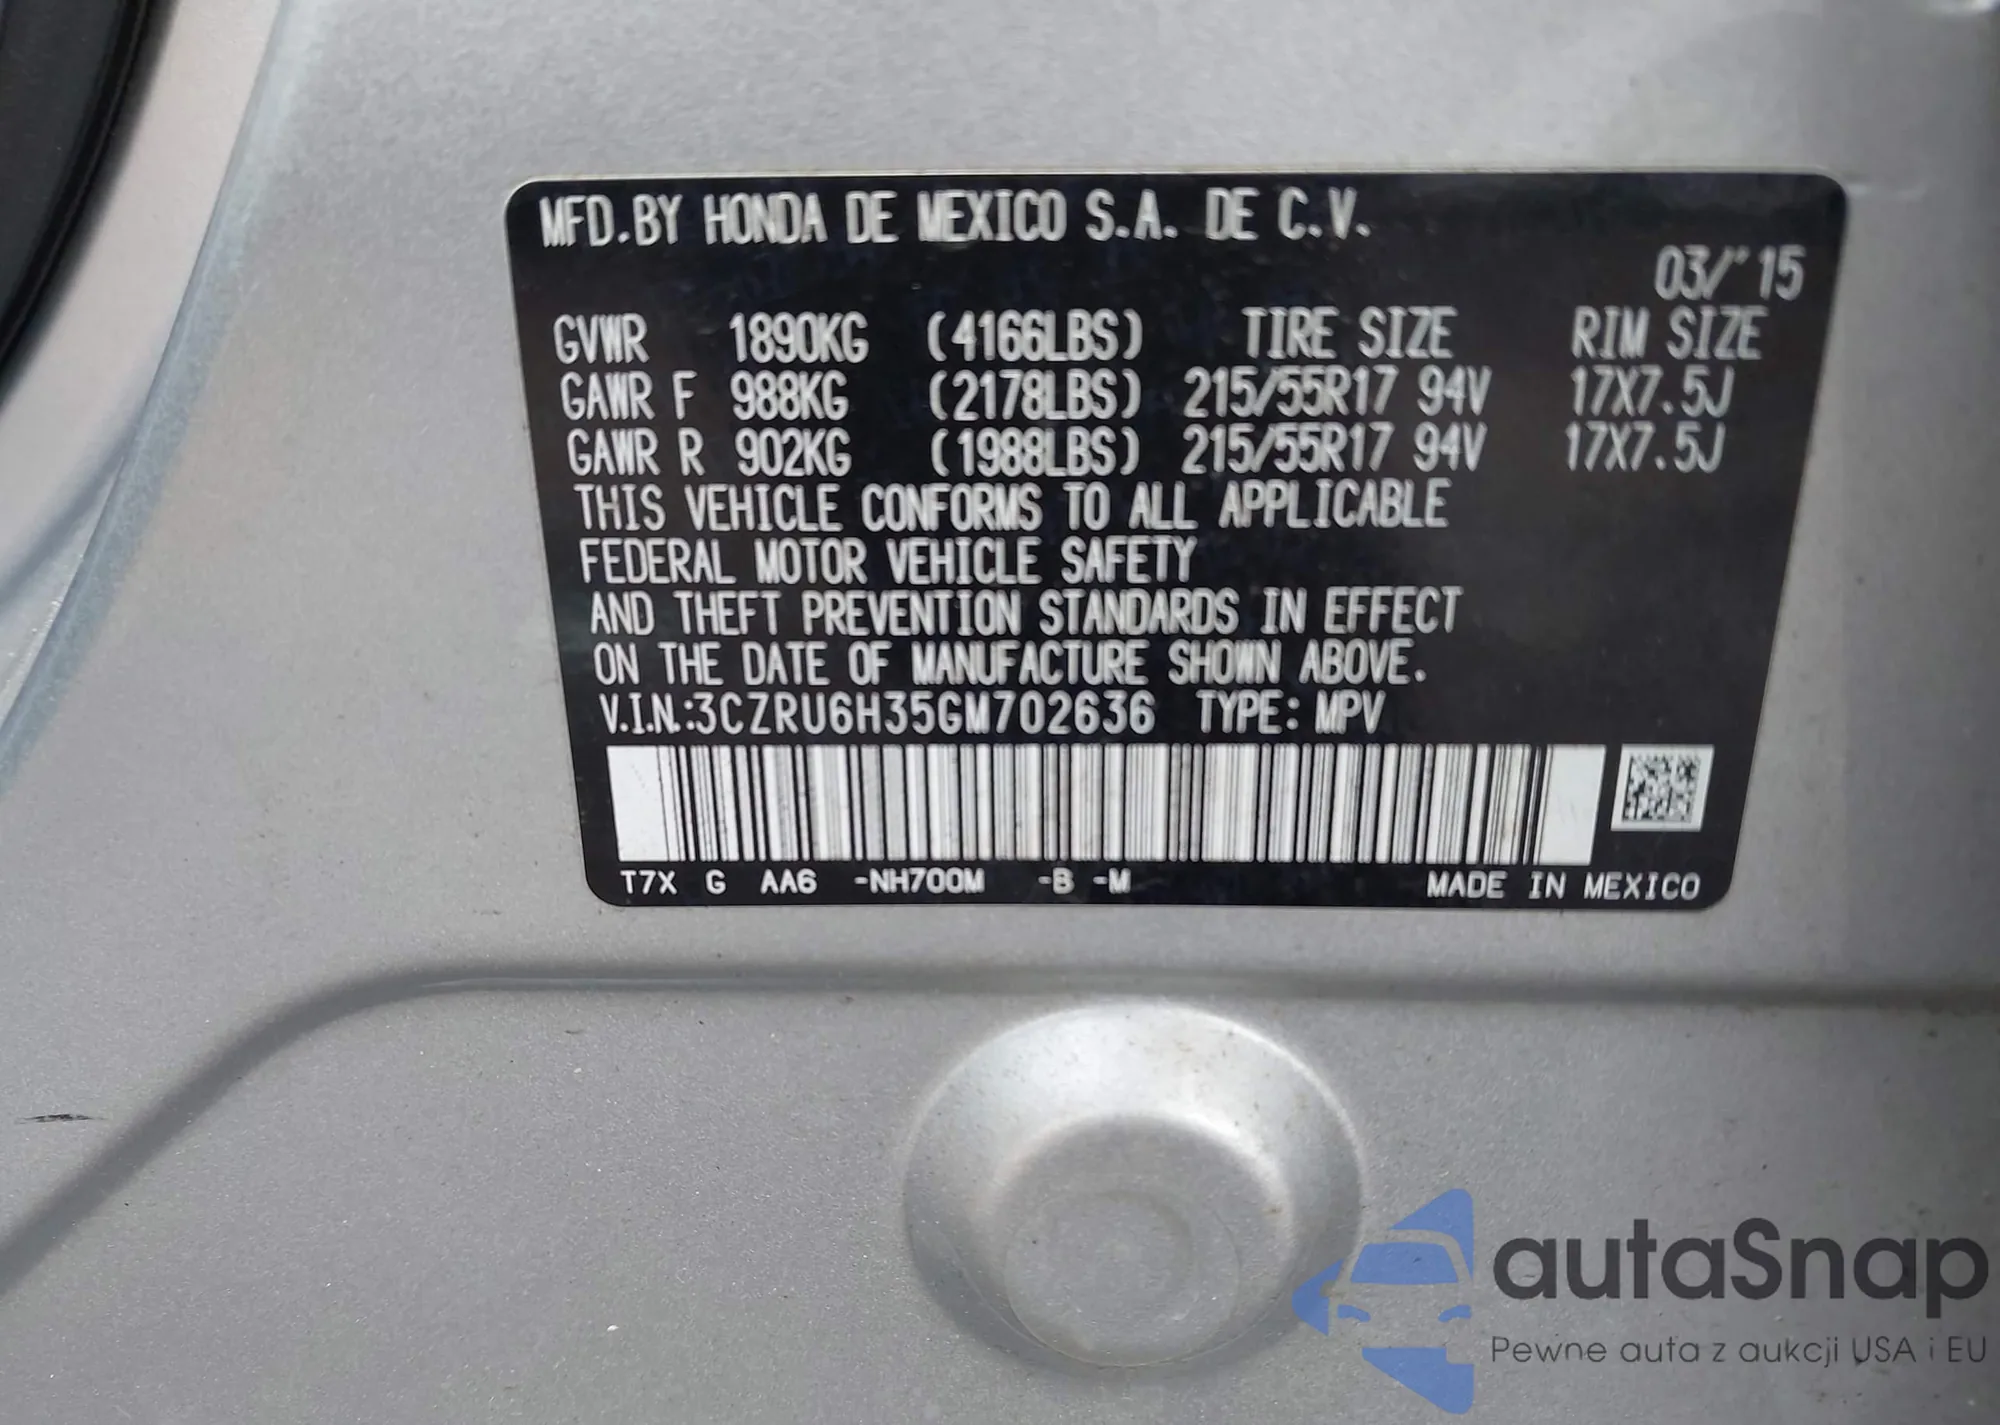 MFD.BY HONDA DE MEXICO S.A. DE C.V.
03/'15
GVWR 1890KG (4166LBS) TIRE SIZE RIM SIZE
GAWR F 988KG (2178LBS) 215/55R17 94V 17X7.5J
GAWR R 902KG (1988LBS) 215/55R17 94V 17X7.5J
THIS VEHICLE CONFORMS TO ALL APPLICABLE
FEDERAL MOTOR VEHICLE SAFETY
AND THEFT PREVENTION STANDARDS IN EFFECT
ON THE DATE OF MANUFACTURE SHOWN ABOVE.
V.I.N.:3CZRU6H35GM702636 TYPE: MPV
T7X G AA6 -NH700M -B -M MADE IN MEXICO
autaSnap
Pewne auta z aukcji USA i EU